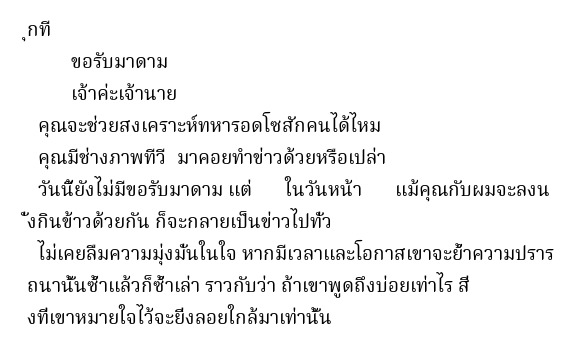 ุกที
ขอรับมาดาม
เจ้าค่ะเจ้านาย
คุณจะช่วยสงเคราะห์ทหารอดโซสักคนได้ไหม
คุณมีช่างภาพทีวี มาคอยทำข่าวด้วยหรือเปล่า
วันนี้ยังไม่มีขอรับมาดาม แต่ ในวันหน้า แม้คุณกับผมจะลงน
ั่งกินข้าวด้วยกัน ก็จะกลายเป็นข่าวไปทั่ว
ไม่เคยลืมความมุ่งมั่นในใจ หากมีเวลาและโอกาสเขาจะย้ำความปราร
ถนานั้นซ้ำแล้วก็ซ้ำเล่า ราวกับว่า ถ้าเขาพูดถึงบ่อยเท่าไร สิ
่งที่เขาหมายใจไว้จะยิ่งลอยใกล้มาเท่านั้น